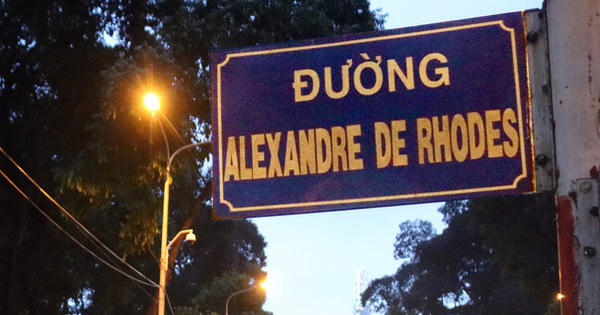 ĐƯỜNG
ALEXANDRE DE RHODES